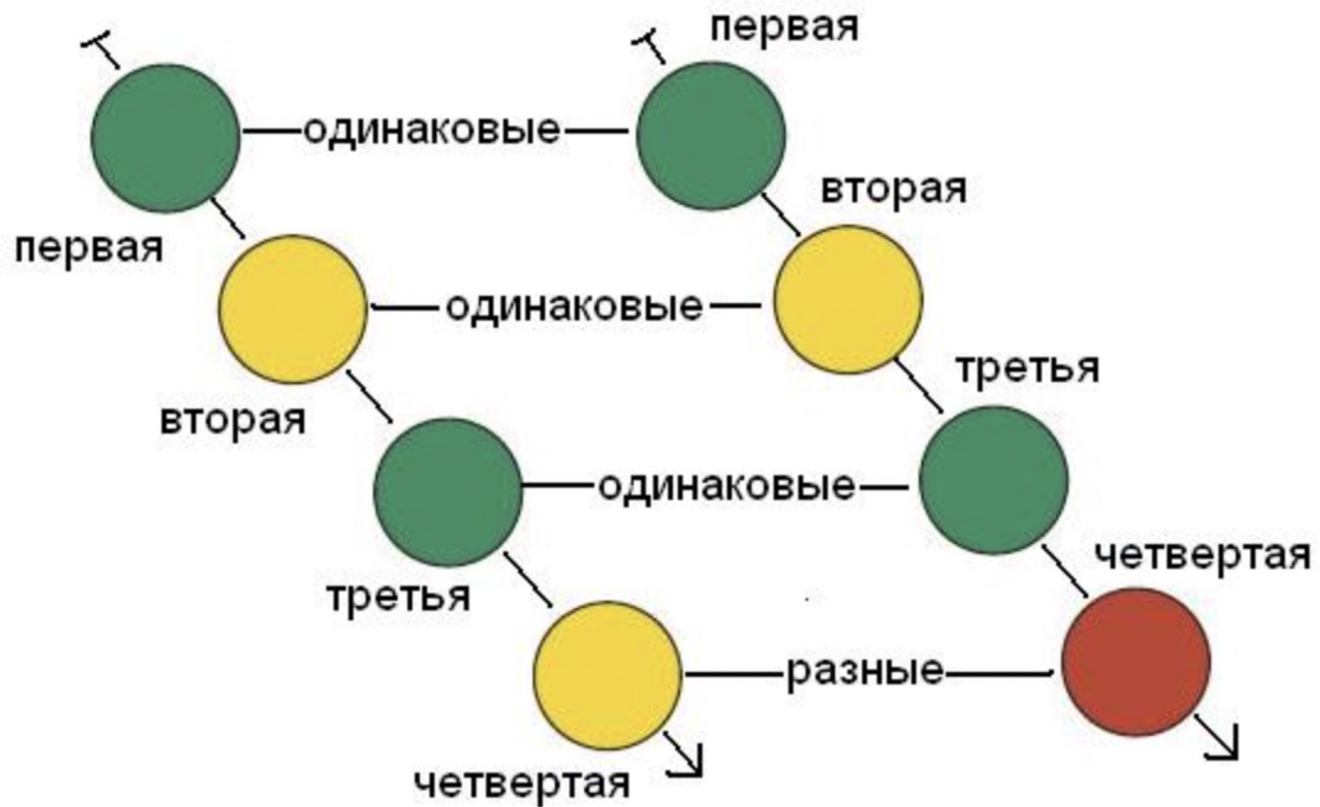 первая
одинаковые
вторая
первая
одинаковые
третья
вторая
одинаковые
четвертая
третья
разные
четвертая